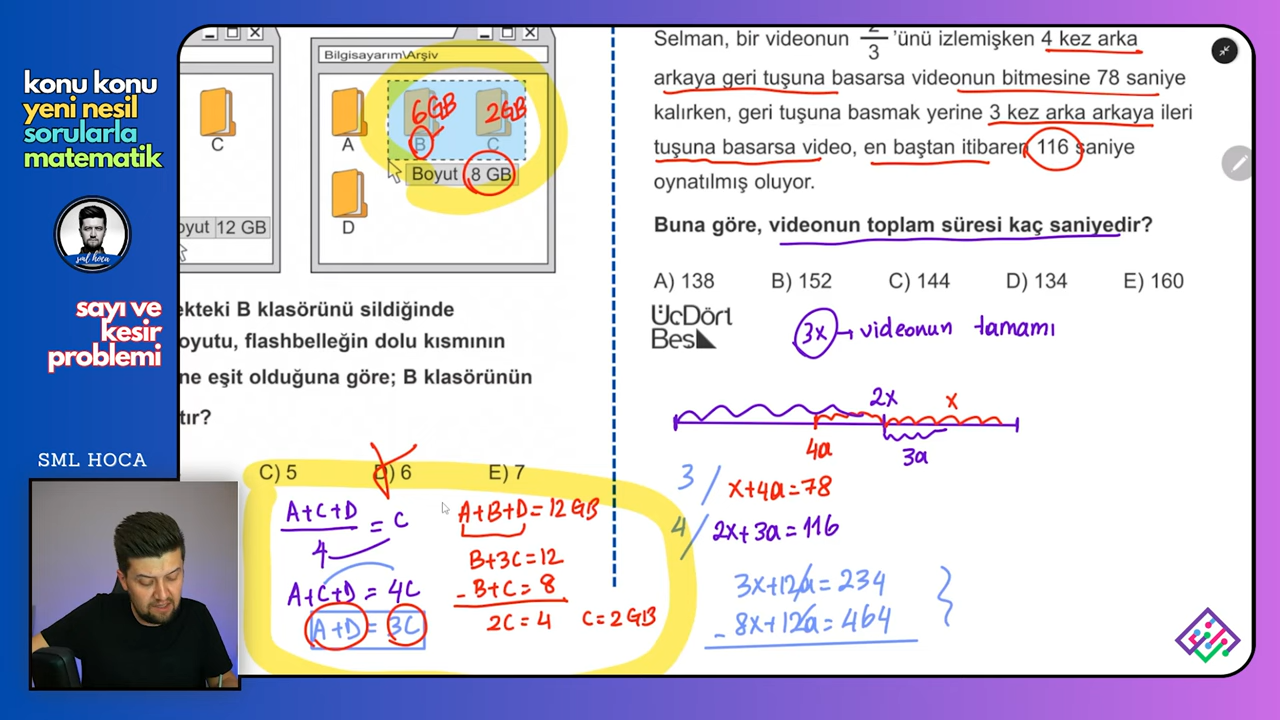 konu konu
yeni nesil
sorularla
matematik
sml hoca
sayı ve
kesir
problemi
SML HOCA
C
oyut 12 GB
Bilgisayarım\Arşiv
6GB
2GB
A
B
C
Boyut 8 GB
D
ekteki B klasörünü sildiğinde
oyutu, flashbelleğin dolu kısmının
ne eşit olduğuna göre; B klasörünün
tır?
C) 5 D) 6 E) 7
A+C+D
4
= C
A+C+D = 4C
A+D = 3C
A+B+D = 12 GB
B+3C = 12
- B+C = 8
2C = 4 C = 2 GB
Selman, bir videonun 2/3 'ünü izlemişken 4 kez arka
arkaya geri tuşuna basarsa videonun bitmesine 78 saniye
kalırken, geri tuşuna basmak yerine 3 kez arka arkaya ileri
tuşuna basarsa video, en baştan itibaren 116 saniye
oynatılmış oluyor.
Buna göre, videonun toplam süresi kaç saniyedir?
A) 138 B) 152 C) 144 D) 134 E) 160
ÜçDört
Beş
3x → videonun tamamı
2x x
4a 3a
3/ x+4a=78
4/ 2x+3a=116
3x+12a=234
- 8x+12a=464